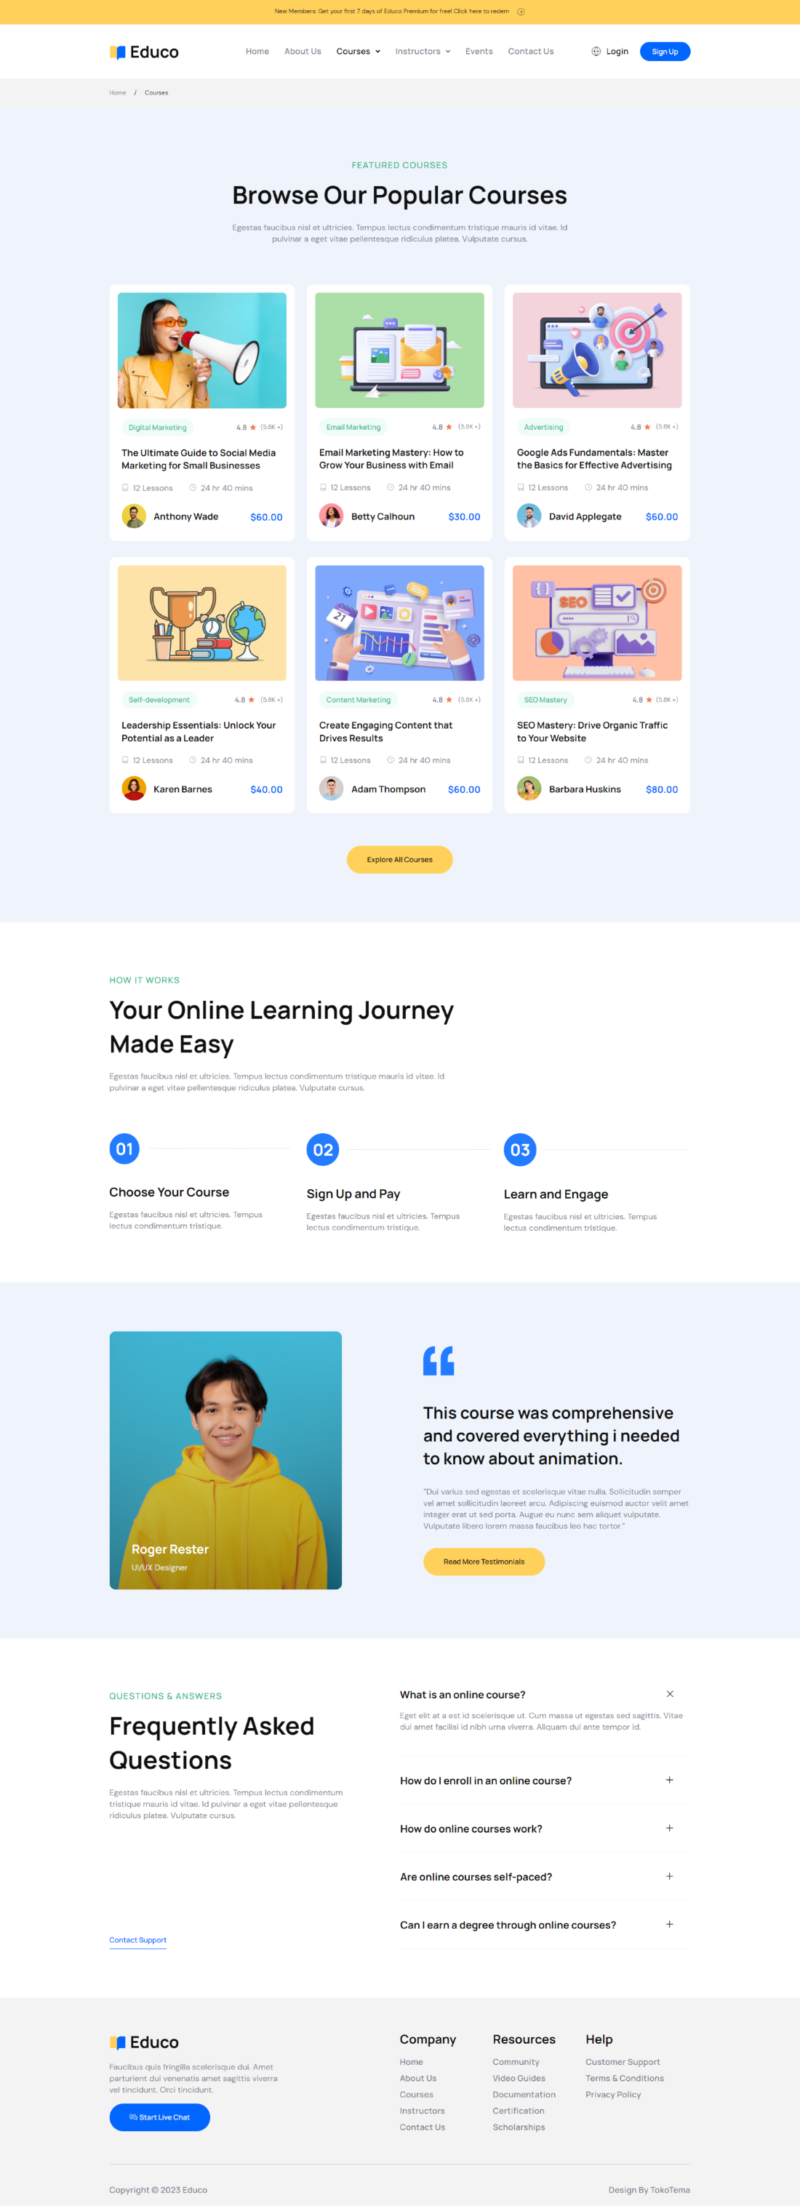 New Members: Get your first 7 days of Educo Premium for free! Click here to redem
Educo
Home
About Us
Courses
Instructors
Events
Contact Us
Login
Sign Up
Home / Courses
FEATURED COURSES
Browse Our Popular Courses
Egestas faucibus nisl et ultricies. Tempus lectus condimentum tristique mauris id vitae. Id
pulvinar a eget vitae pellentesque ridiculus platea. Vulputate cursus.
Digital Marketing
4.8 (5.8K +)
The Ultimate Guide to Social Media
Marketing for Small Businesses
12 Lessons
24 hr 40 mins
Anthony Wade
$60.00
Email Marketing
4.8 (5.8K +)
Email Marketing Mastery: How to
Grow Your Business with Email
12 Lessons
24 hr 40 mins
Betty Calhoun
$30.00
Advertising
4.8 (5.8K +)
Google Ads Fundamentals: Master
the Basics for Effective Advertising
12 Lessons
24 hr 40 mins
David Applegate
$60.00
Self-development
4.8 (5.8K +)
Leadership Essentials: Unlock Your
Potential as a Leader
12 Lessons
24 hr 40 mins
Karen Barnes
$40.00
21
Content Marketing
4.8 (5.8K +)
Create Engaging Content that
Drives Results
12 Lessons
24 hr 40 mins
Adam Thompson
$60.00
SEO
SEO Mastery
4.8 (5.8K +)
SEO Mastery: Drive Organic Traffic
to Your Website
12 Lessons
24 hr 40 mins
Barbara Huskins
$80.00
Explore All Courses
HOW IT WORKS
Your Online Learning Journey
Made Easy
Egestas faucibus nisl et ultricies. Tempus lectus condimentum tristique mauris id vitae. Id
pulvinar a eget vitae pellentesque ridiculus platea. Vulputate cursus.
01
Choose Your Course
Egestas faucibus nisl et ultricies. Tempus
lectus condimentum tristique.
02
Sign Up and Pay
Egestas faucibus nisl et ultricies. Tempus
lectus condimentum tristique.
03
Learn and Engage
Egestas faucibus nisl et ultricies. Tempus
lectus condimentum tristique.
Roger Rester
UI/UX Designer
This course was comprehensive
and covered everything i needed
to know about animation.
"Dui varius sed egestas et scelerisque vitae nulla. Sollicitudin semper
vel amet sollicitudin laoreet arcu. Adipiscing euismod auctor velit amet
integer erat ut sed porta. Augue eu nunc sem aliquet vulputate.
Vulputate libero lorem massa faucibus leo hac tortor."
Read More Testimonials
QUESTIONS & ANSWERS
Frequently Asked
Questions
Egestas faucibus nisl et ultricies. Tempus lectus condimentum
tristique mauris id vitae. Id pulvinar a eget vitae pellentesque
ridiculus platea. Vulputate cursus.
Contact Support
What is an online course?
Eget elit at a est id scelerisque ut. Cum massa ut egestas sed sagittis. Vitae
dui amet facilisi id nibh urna viverra. Aliquam dui ante tempor id.
How do I enroll in an online course?
How do online courses work?
Are online courses self-paced?
Can I earn a degree through online courses?
Educo
Faucibus quis fringilla scelerisque dui. Amet
parturient dui venenatis amet sagittis viverra
vel tincidunt. Orci tincidunt.
Start Live Chat
Company
Home
About Us
Courses
Instructors
Contact Us
Resources
Community
Video Guides
Documentation
Certification
Scholarships
Help
Customer Support
Terms & Conditions
Privacy Policy
Copyright © 2023 Educo
Design By TokoTema